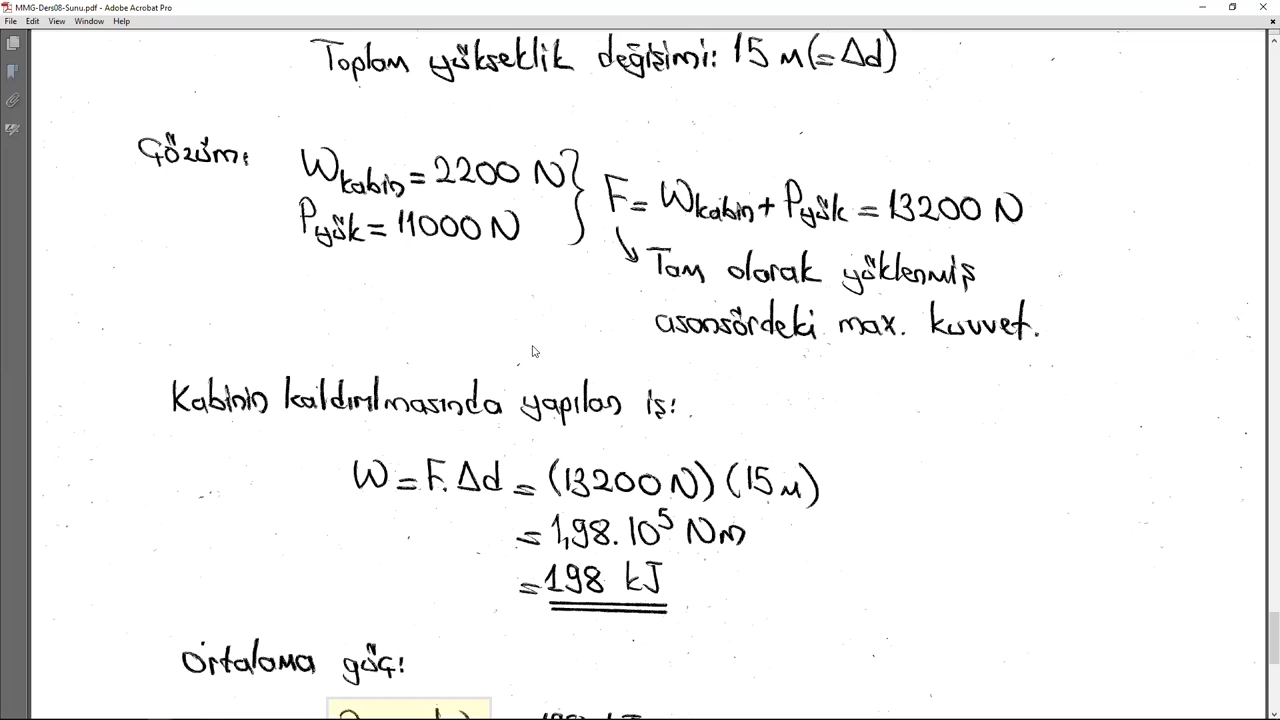 MMG-Ders08-Sunu.pdf - Adobe Acrobat Pro
File Edit View Window Help
Toplam yükseklik değişimi: 15 m (= Δd)
Çözüm:
Wkabin = 2200 N
Pyük = 11000 N
F = Wkabin + Pyük = 13200 N
Tam olarak yüklenmiş
asansördeki max. kuvvet.
Kabinin kaldırılmasında yapılan iş:
W = F. Δd = (13200 N) (15 m)
= 1,98. 10⁵ Nm
= 198 kJ
Ortalama güç: